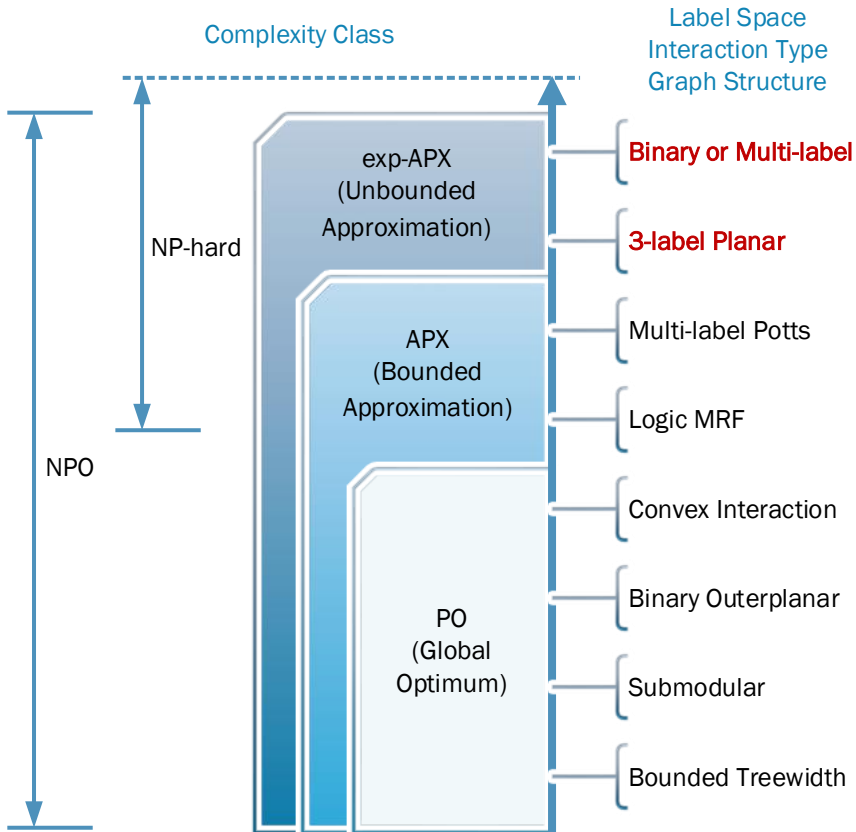 Complexity Class
Label Space
Interaction Type
Graph Structure
exp-APX
(Unbounded
Approximation)
NP-hard
APX
(Bounded
Approximation)
NPO
PO
(Global
Optimum)
Binary or Multi-label
3-label Planar
Multi-label Potts
Logic MRF
Convex Interaction
Binary Outerplanar
Submodular
Bounded Treewidth